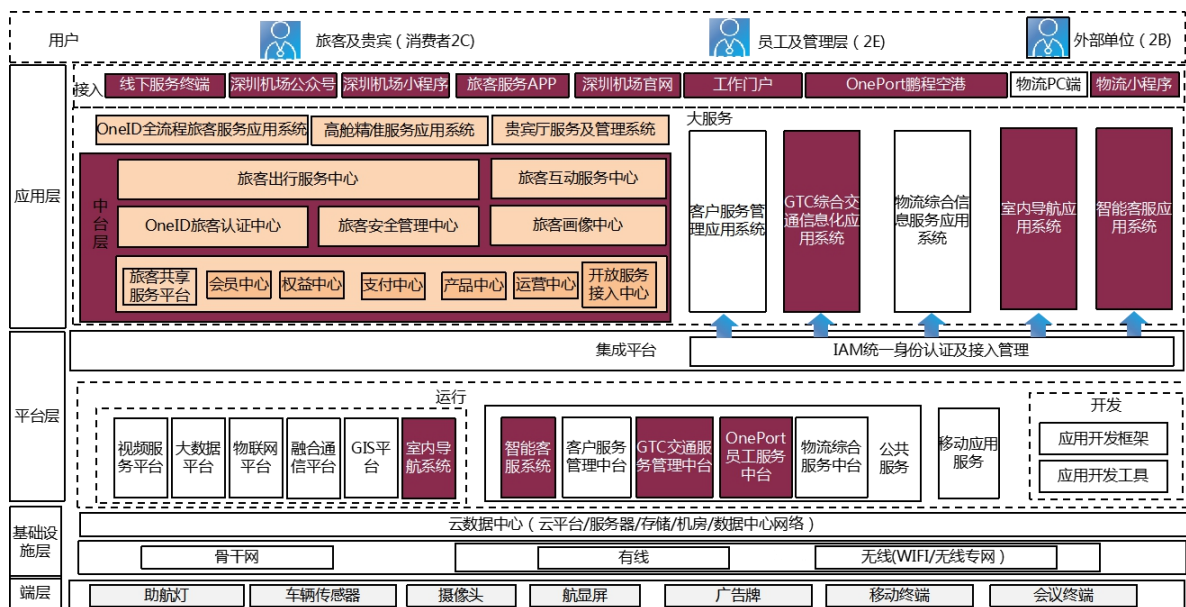 用户
旅客及贵宾（消费者2C）
员工及管理层（2E）
外部单位（2B）
应用层
接入
线下服务终端
深圳机场公众号
深圳机场小程序
旅客服务APP
深圳机场官网
工作门户
OnePort鹏程空港
物流PC端
物流小程序
OneID全流程旅客服务应用系统
高舱精准服务应用系统
贵宾厅服务及管理系统
中台层
旅客出行服务中心
旅客互动服务中心
OneID旅客认证中心
旅客安全管理中心
旅客画像中心
旅客共享
服务平台
会员中心
权益中心
支付中心
产品中心
运营中心
开放服务
接入中心
大服务
客户服务管
理应用系统
GTC综合交
通信息化应
用系统
物流综合信
息服务应用
系统
室内导航应
用系统
智能客服应
用系统
平台层
集成平台
IAM统一身份认证及接入管理
运行
视频服
务平台
大数据
平台
物联网
平台
融合通
信平台
GIS平
台
室内导
航系统
智能客
服系统
客户服务
管理中台
GTC交通服
务管理中台
OnePort
员工服务
中台
物流综合
服务中台
公共
服务
移动应用
服务
开发
应用开发框架
应用开发工具
基础设
施层
云数据中心（云平台/服务器/存储/机房/数据中心网络）
骨干网
有线
无线(WIFI/无线专网）
端层
助航灯
车辆传感器
摄像头
航显屏
广告牌
移动终端
会议终端